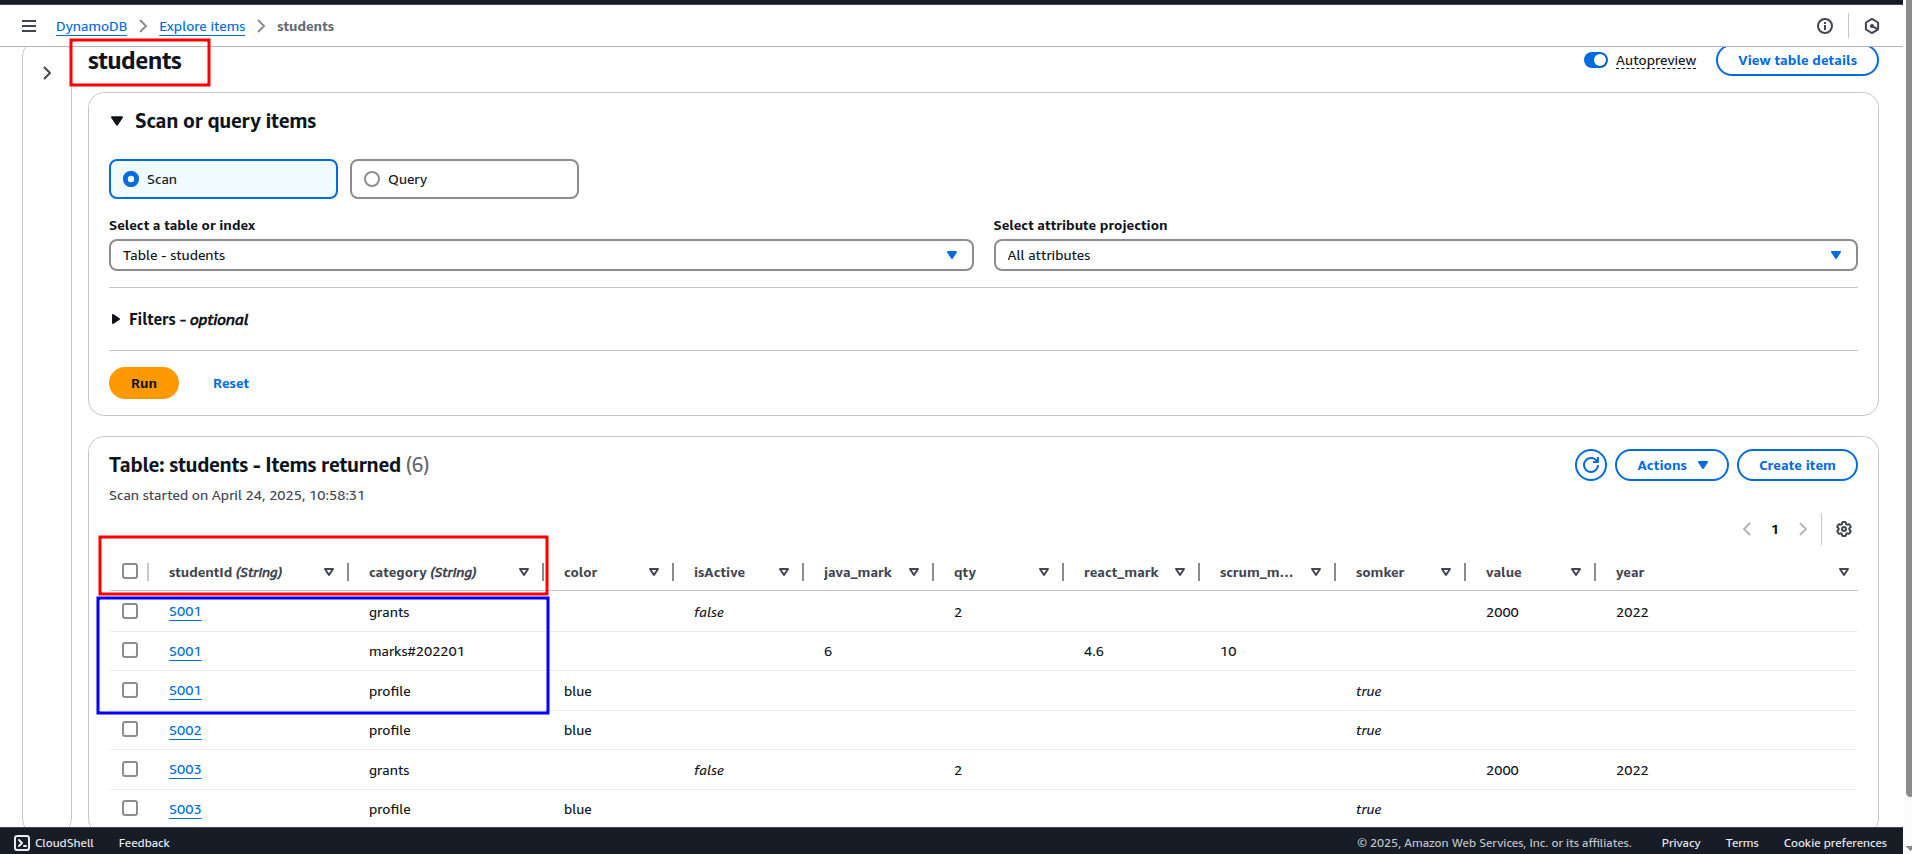 DynamoDB > Explore items > students
students
Autopreview
View table details
Scan or query items
Scan
Query
Select a table or index
Select attribute projection
Table - students
All attributes
Filters - optional
Run
Reset
Table: students - Items returned (6)
Actions
Create item
Scan started on April 24, 2025, 10:58:31
1
studentId (String) category (String) color isActive java_mark qty react_mark scrum_m... somker value year
S001 grants false 2 2000 2022
S001 marks#202201 6 4.6 10
S001 profile blue true
S002 profile blue true
S003 grants false 2 2000 2022
S003 profile blue true
CloudShell Feedback © 2025, Amazon Web Services, Inc. or its affiliates. Privacy Terms Cookie preferences